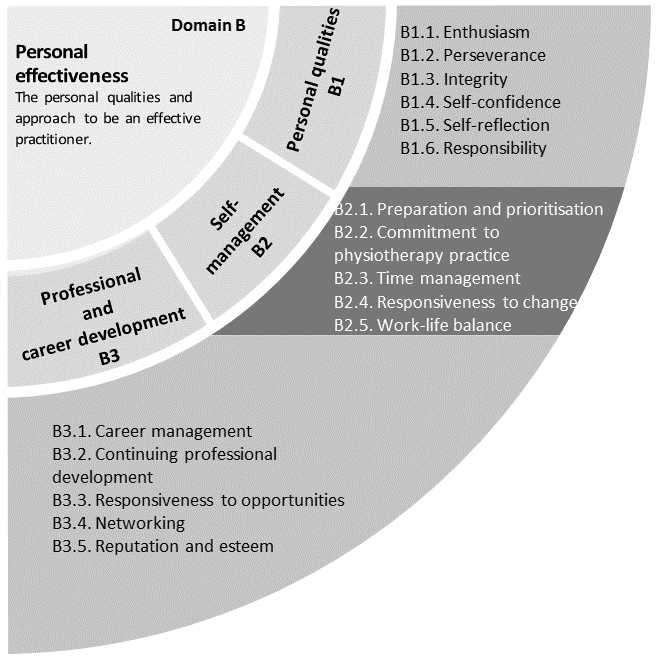 Domain B
Personal
effectiveness
The personal qualities and
approach to be an effective
practitioner.
Personal qualities
B1
B1.1. Enthusiasm
B1.2. Perseverance
B1.3. Integrity
B1.4. Self-confidence
B1.5. Self-reflection
B1.6. Responsibility
Self-
management
B2
B2.1. Preparation and prioritisation
B2.2. Commitment to
physiotherapy practice
B2.3. Time management
B2.4. Responsiveness to change
B2.5. Work-life balance
Professional
and
career development
B3
B3.1. Career management
B3.2. Continuing professional
development
B3.3. Responsiveness to opportunities
B3.4. Networking
B3.5. Reputation and esteem